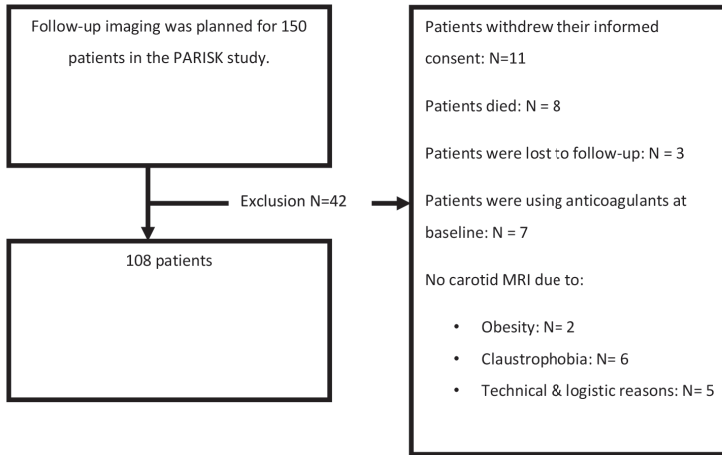 Follow-up imaging was planned for 150
patients in the PARISK study.
Exclusion N=42
108 patients
Patients withdrew their informed
consent: N=11
Patients died: N = 8
Patients were lost to follow-up: N = 3
Patients were using anticoagulants at
baseline: N = 7
No carotid MRI due to:
• Obesity: N= 2
• Claustrophobia: N= 6
• Technical & logistic reasons: N= 5